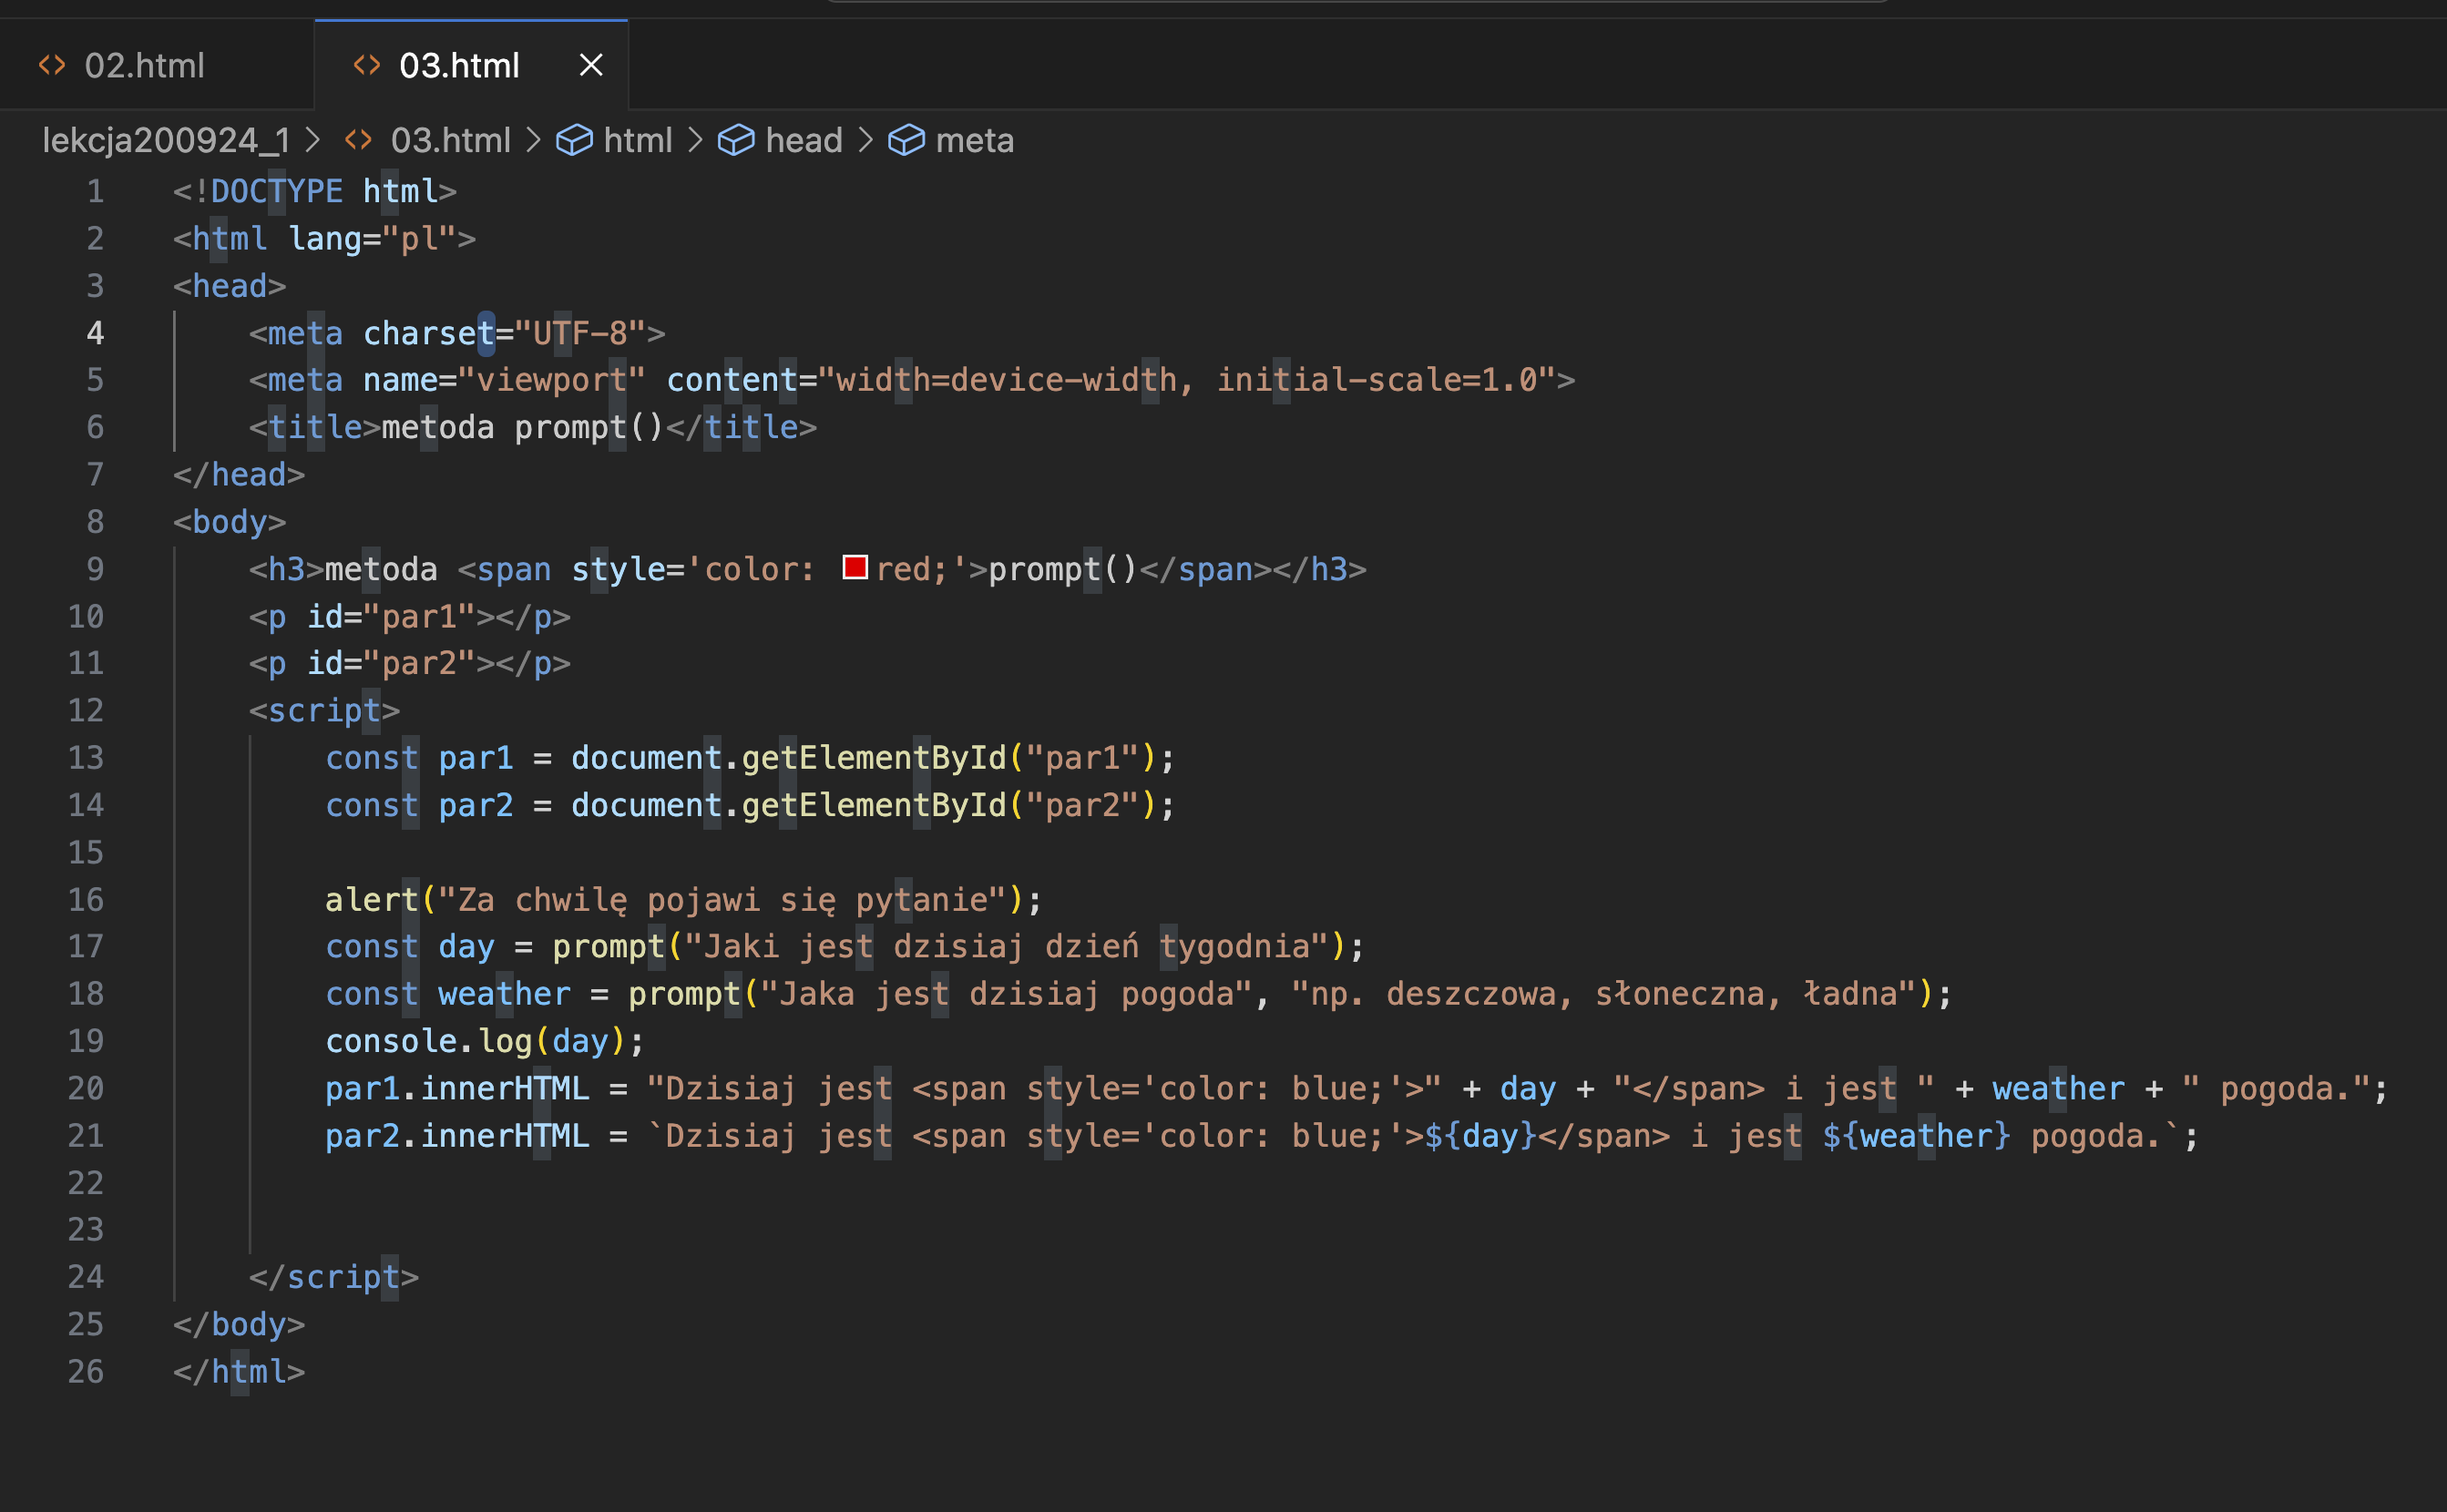 02.html
03.html
lekcja200924_1 > 03.html > html > head > meta
1 <!DOCTYPE html>
2 <html lang="pl">
3 <head>
4     <meta charset="UTF-8">
5     <meta name="viewport" content="width=device-width, initial-scale=1.0">
6     <title>metoda prompt()</title>
7 </head>
8 <body>
9     <h3>metoda <span style='color: red;'>prompt()</span></h3>
10     <p id="par1"></p>
11     <p id="par2"></p>
12     <script>
13         const par1 = document.getElementById("par1");
14         const par2 = document.getElementById("par2");
15
16         alert("Za chwilę pojawi się pytanie");
17         const day = prompt("Jaki jest dzisiaj dzień tygodnia");
18         const weather = prompt("Jaka jest dzisiaj pogoda", "np. deszczowa, słoneczna, ładna");
19         console.log(day);
20         par1.innerHTML = "Dzisiaj jest <span style='color: blue;'>" + day + "</span> i jest " + weather + " pogoda.";
21         par2.innerHTML = `Dzisiaj jest <span style='color: blue;'>${day}</span> i jest ${weather} pogoda.`;
22
23
24     </script>
25 </body>
26 </html>